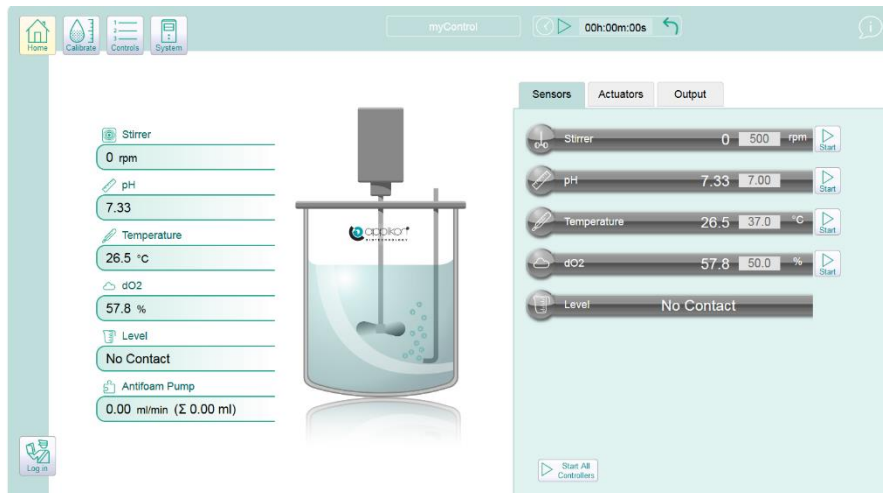 myControl
00h:00m:00s
Home
Calibrate
Controls
System
Stirrer
0 rpm
pH
7.33
Temperature
26.5 °C
dO2
57.8 %
Level
No Contact
Antifoam Pump
0.00 ml/min (Σ 0.00 ml)
Log in
applikon
BIOTECHNOLOGY
Sensors Actuators Output
Stirrer 0 500 rpm Start
pH 7.33 7.00 Start
Temperature 26.5 37.0 °C Start
dO2 57.8 50.0 % Start
Level No Contact
Start All
Controllers